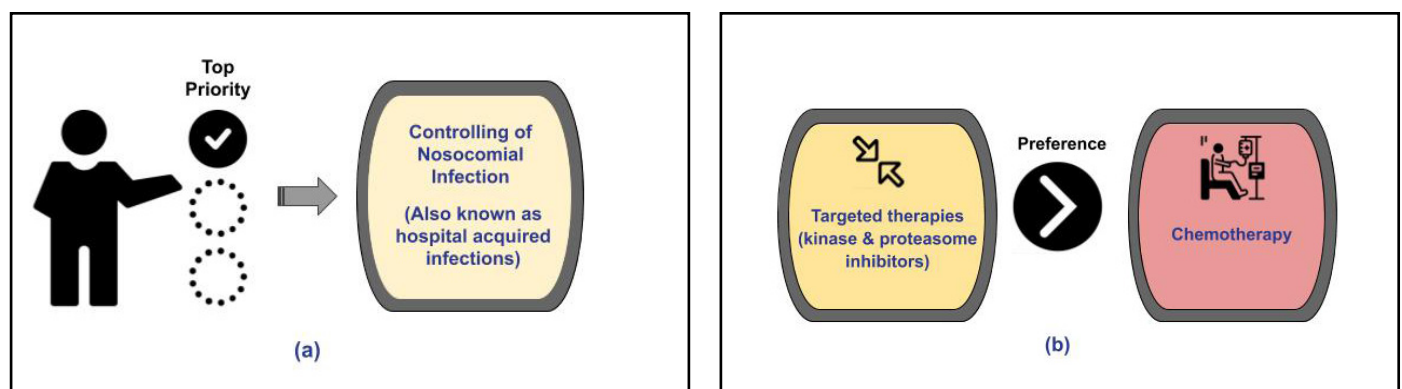 Top
Priority
Controlling of
Nosocomial
Infection
(Also known as
hospital acquired
infections)
(a)
Targeted therapies
(kinase & proteasome
inhibitors)
Preference
Chemotherapy
(b)